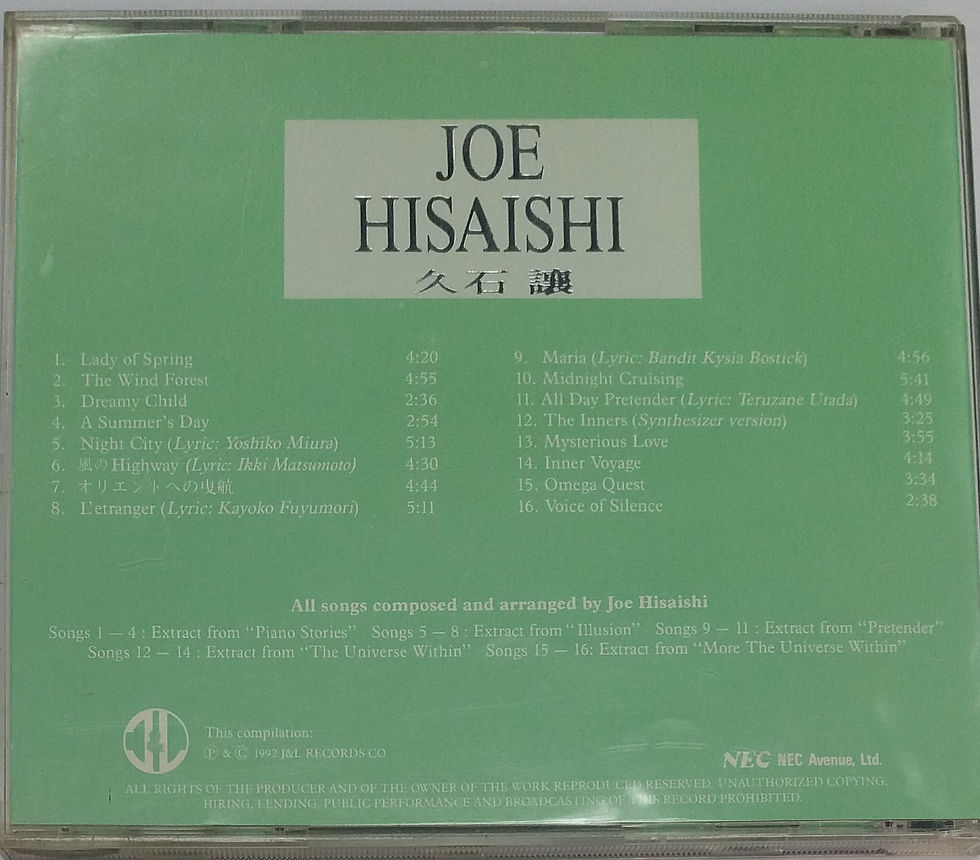 JOE
HISAISHI
久石 譲
1. Lady of Spring 4:20
2. The Wind Forest 4:55
3. Dreamy Child 2:36
4. A Summer's Day 2:54
5. Night City (Lyric: Yoshiko Miura) 5:13
6. 風の Highway (Lyric: Ikki Matsumoto) 4:30
7. オリエントへの曳航 4:44
8. L'etranger (Lyric: Kayoko Fuyumori) 5:11
9. Maria (Lyric: Bandit Kysia Bostick) 4:56
10. Midnight Cruising 5:41
11. All Day Pretender (Lyric: Teruzane Utada) 4:49
12. The Inners (Synthesizer version) 3:25
13. Mysterious Love 3:55
14. Inner Voyage 4:14
15. Omega Quest 3:34
16. Voice of Silence 2:38
All songs composed and arranged by Joe Hisaishi
Songs 1 — 4 : Extract from "Piano Stories" Songs 5 — 8 : Extract from "Illusion" Songs 9 — 11 : Extract from "Pretender"
Songs 12 — 14 : Extract from "The Universe Within" Songs 15 — 16: Extract from "More The Universe Within"
J&L
This compilation:
Ⓟ & Ⓒ 1992 J&L RECORDS CO
NEC NEC Avenue, Ltd.
ALL RIGHTS OF THE PRODUCER AND OF THE OWNER OF THE WORK REPRODUCED RESERVED. UNAUTHORIZED COPYING,
HIRING, LENDING, PUBLIC PERFORMANCE AND BROADCASTING OF THIS RECORD PROHIBITED.